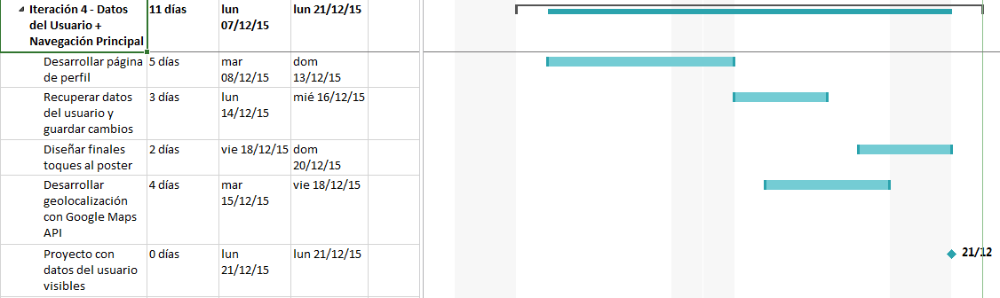 Iteración 4 - Datos 11 días lun lun 21/12/15
del Usuario + 07/12/15
Navegación Principal
Desarrollar página 5 días mar dom
de perfil 08/12/15 13/12/15
Recuperar datos 3 días lun mié 16/12/15
del usuario y 14/12/15
guardar cambios
Diseñar finales 2 días vie 18/12/15 dom
toques al poster 20/12/15
Desarrollar 4 días mar vie 18/12/15
geolocalización 15/12/15
con Google Maps
API
Proyecto con 0 días lun lun 21/12/15 21/12
datos del usuario 21/12/15
visibles